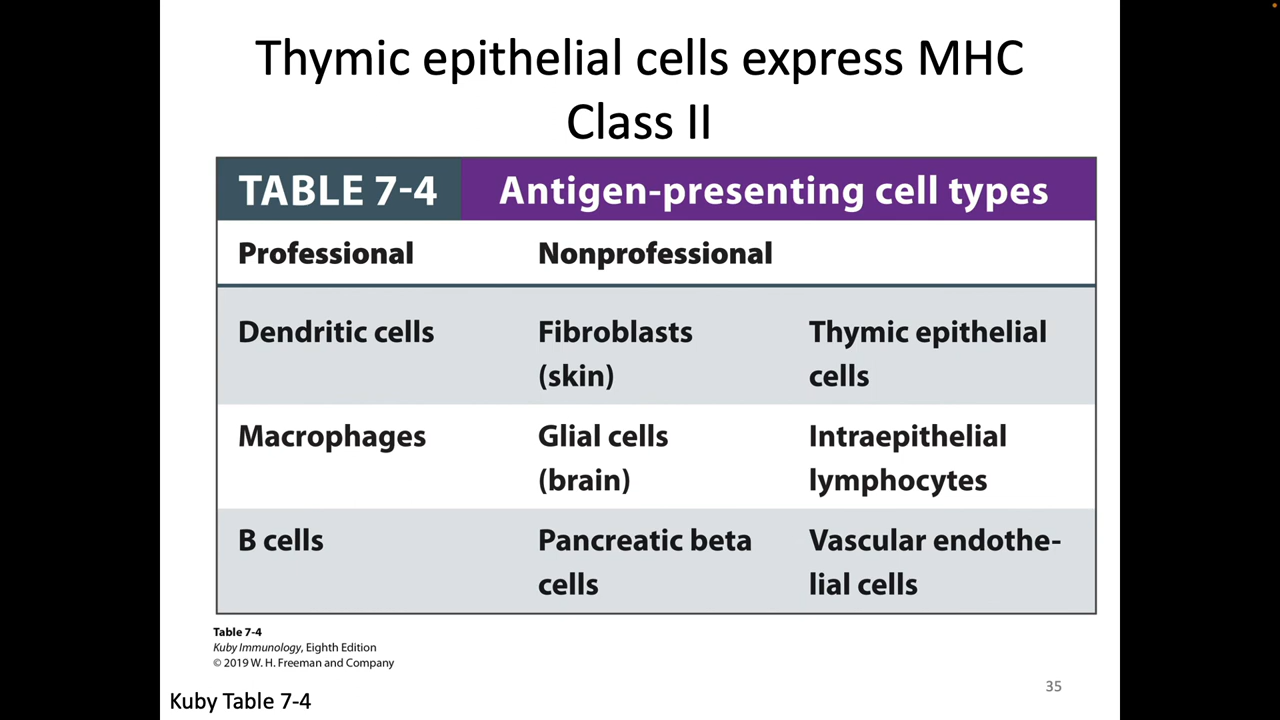 Thymic epithelial cells express MHC
Class II
TABLE 7-4 Antigen-presenting cell types
Professional Nonprofessional
Dendritic cells Fibroblasts Thymic epithelial
(skin) cells
Macrophages Glial cells Intraepithelial
(brain) lymphocytes
B cells Pancreatic beta Vascular endothe-
cells lial cells
Table 7-4
Kuby Immunology, Eighth Edition
© 2019 W. H. Freeman and Company
35
Kuby Table 7-4